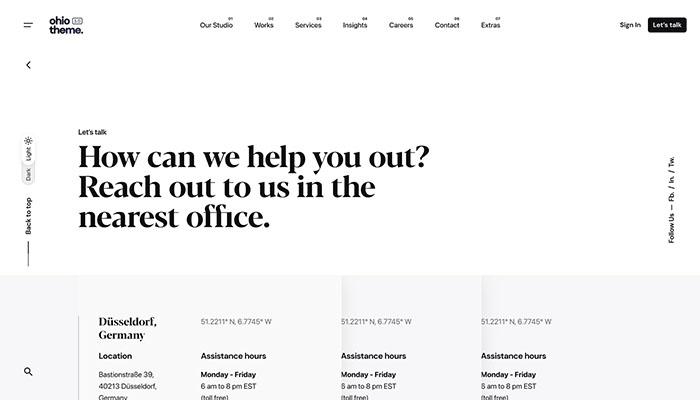 ohio
theme.
Our Studio 01
Works 02
Services 03
Insights 04
Careers 05
Contact 06
Extras 07
Sign In
Let's talk
Light
Dark
Back to top
Let's talk
How can we help you out?
Reach out to us in the
nearest office.
Follow Us — Fb. / In. / Tw.
Düsseldorf,
Germany
Location
Bastionstraße 39,
40213 Düsseldorf,
Germany
51.2211° N, 6.7745° W
Assistance hours
Monday - Friday
6 am to 8 pm EST
(toll free)
51.2211° N, 6.7745° W
Assistance hours
Monday - Friday
6 am to 8 pm EST
(toll free)
51.2211° N, 6.7745° W
Assistance hours
Monday - Friday
6 am to 8 pm EST
(toll free)